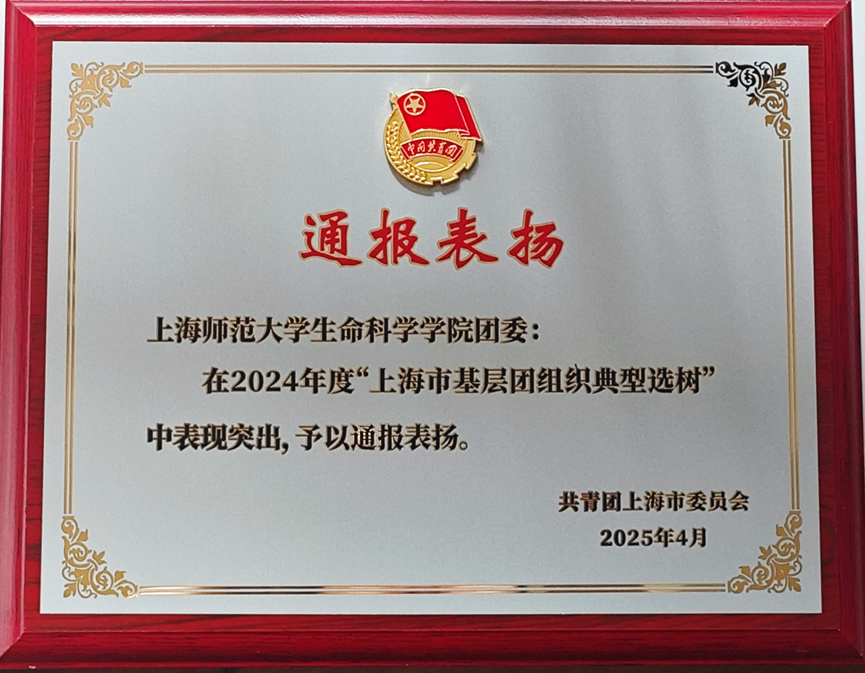 中国共青团
通报表扬
上海师范大学生命科学学院团委：
在2024年度“上海市基层团组织典型选树”
中表现突出，予以通报表扬。
共青团上海市委员会
2025年4月